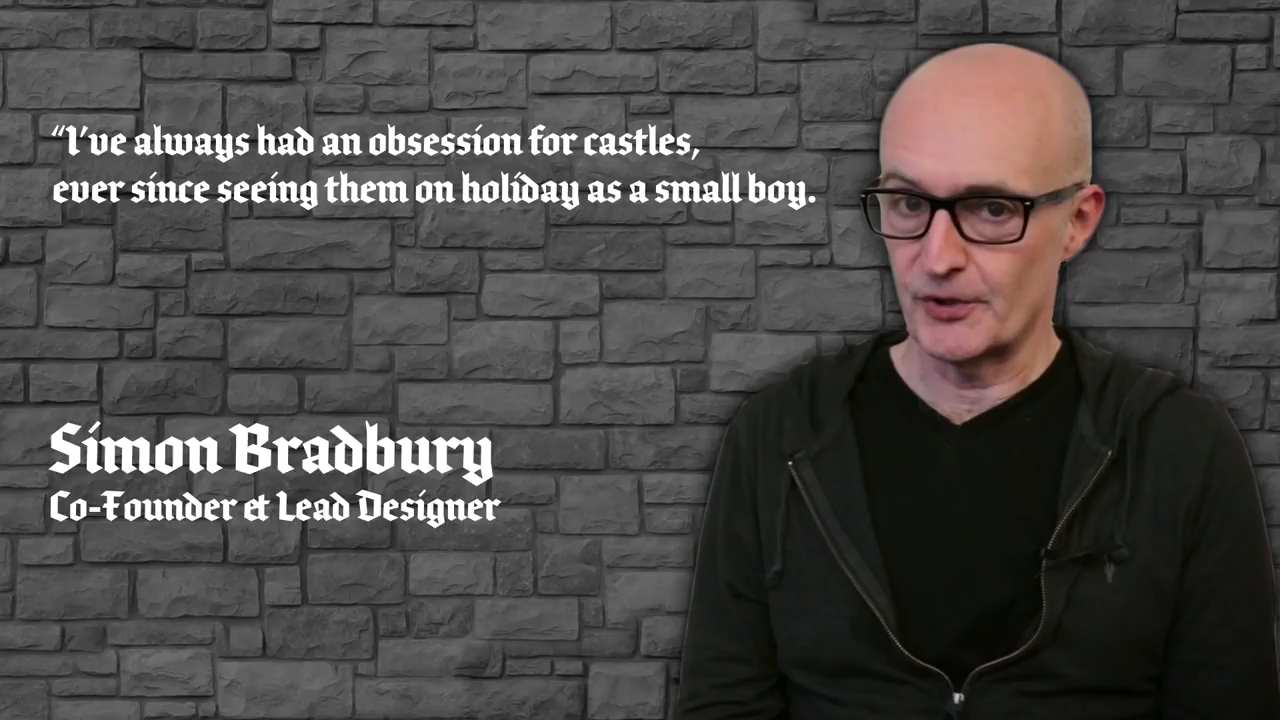 “I’ve always had an obsession for castles,
ever since seeing them on holiday as a small boy.
Simon Bradbury
Co-Founder & Lead Designer